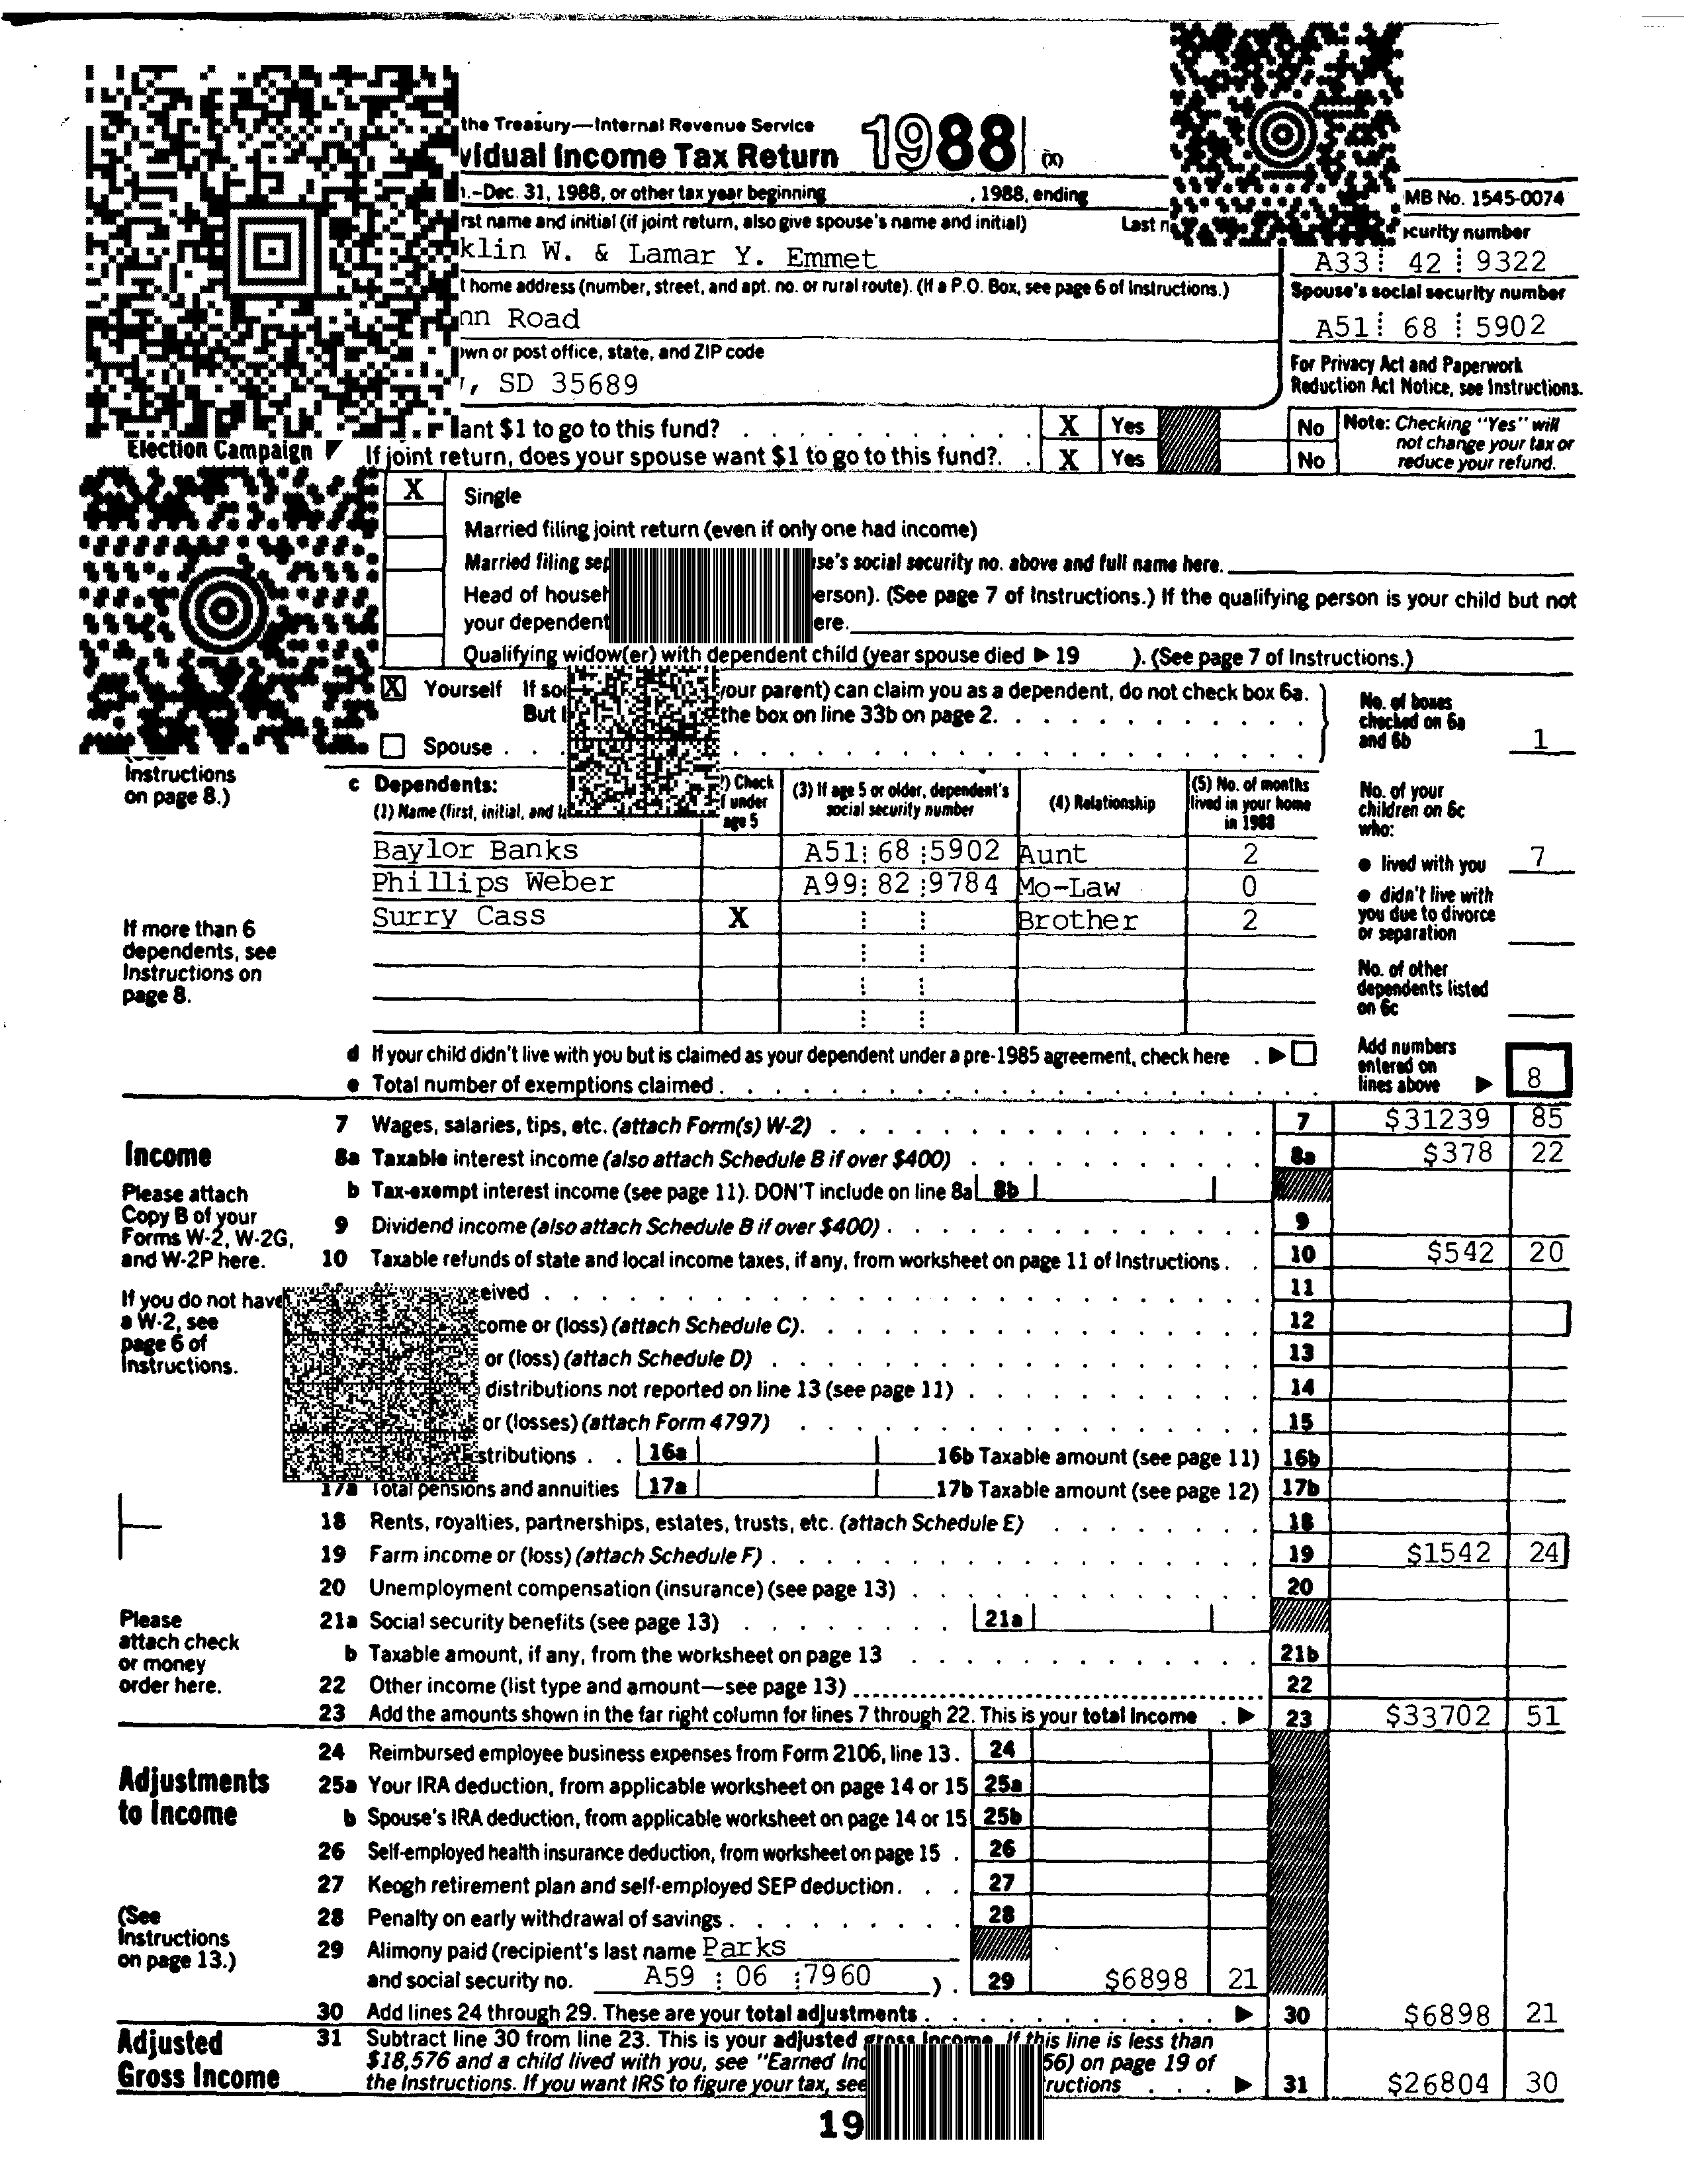 the Treasury—Internal Revenue Service
Individual Income Tax Return 1988 (X)
Dec. 31, 1988, or other tax year beginning , 1988, ending
MB No. 1545-0074
name and initial (if joint return, also give spouse's name and initial) Last
security number
W. & Lamar Y. Emmet
A33 42 9322
home address (number, street, and apt. no. or rural route). (If a P.O. Box, see page 6 of Instructions.)
Spouse's social security number
Road
A51 68 5902
or post office, state, and ZIP code
For Privacy Act and Paperwork
Reduction Act Notice, see Instructions.
, SD 35689
Election Campaign
$1 to go to this fund? X Yes No
If joint return, does your spouse want $1 to go to this fund? X Yes No
Note: Checking "Yes" will
not change your tax or
reduce your refund.
X Single
Married filing joint return (even if only one had income)
Married filing social security no. above and full name here.
Head of (See page 7 of Instructions.) If the qualifying person is your child but not
your dependent
Qualifying widow(er) with dependent child (year spouse died ▶ 19 ). (See page 7 of Instructions.)
X Yourself If your parent) can claim you as a dependent, do not check box 6a.
But the box on line 33b on page 2.
Spouse
No. of boxes
checked on 6a
and 6b 1
Instructions
on page 8.)
c Dependents:
(1) Name (first, initial, and
Check
under
age 5
(3) If age 5 or older, dependent's
social security number
(4) Relationship
(5) No. of months
lived in your home
in 1988
No. of your
children on 6c
who:
Baylor Banks A51 68 5902 Aunt 2
Phillips Weber A99 82 9784 Mo-Law 0
Surry Cass X Brother 2
● lived with you 7
● didn't live with
you due to divorce
or separation
If more than 6
dependents, see
Instructions on
page 8.
No. of other
dependents listed
on 6c
d If your child didn't live with you but is claimed as your dependent under a pre-1985 agreement, check here ▶
e Total number of exemptions claimed
Add numbers
entered on
lines above ▶ 8
Income
Please attach
Copy B of your
Forms W-2, W-2G,
and W-2P here.
If you do not have
a W-2, see
page 6 of
Instructions.
7 Wages, salaries, tips, etc. (attach Form(s) W-2) 7 $31239 85
8a Taxable interest income (also attach Schedule B if over $400) 8a $378 22
b Tax-exempt interest income (see page 11). DON'T include on line 8a 8b
9 Dividend income (also attach Schedule B if over $400) 9
10 Taxable refunds of state and local income taxes, if any, from worksheet on page 11 of Instructions 10 $542 20
11
or (loss) (attach Schedule C). 12
or (loss) (attach Schedule D) 13
distributions not reported on line 13 (see page 11) 14
or (losses) (attach Form 4797) 15
16a 16b Taxable amount (see page 11) 16b
17a Total pensions and annuities 17a 17b Taxable amount (see page 12) 17b
18 Rents, royalties, partnerships, estates, trusts, etc. (attach Schedule E) 18
19 Farm income or (loss) (attach Schedule F) 19 $1542 24
20 Unemployment compensation (insurance) (see page 13) 20
Please
attach check
or money
order here.
21a Social security benefits (see page 13) 21a
b Taxable amount, if any, from the worksheet on page 13 21b
22 Other income (list type and amount—see page 13) 22
23 Add the amounts shown in the far right column for lines 7 through 22. This is your total income ▶ 23 $33702 51
Adjustments
to Income
(See
Instructions
on page 13.)
24 Reimbursed employee business expenses from Form 2106, line 13 24
25a Your IRA deduction, from applicable worksheet on page 14 or 15 25a
b Spouse's IRA deduction, from applicable worksheet on page 14 or 15 25b
26 Self-employed health insurance deduction, from worksheet on page 15 26
27 Keogh retirement plan and self-employed SEP deduction 27
28 Penalty on early withdrawal of savings 28
29 Alimony paid (recipient's last name Parks
and social security no. A59 06 7960 ) 29 $6898 21
30 Add lines 24 through 29. These are your total adjustments ▶ 30 $6898 21
Adjusted
Gross Income
31 Subtract line 30 from line 23. This is your adjusted gross income. If this line is less than
$18,576 and a child lived with you, see "Earned 56) on page 19 of
the Instructions. If you want IRS to figure your tax, see ▶ 31 $26804 30
19